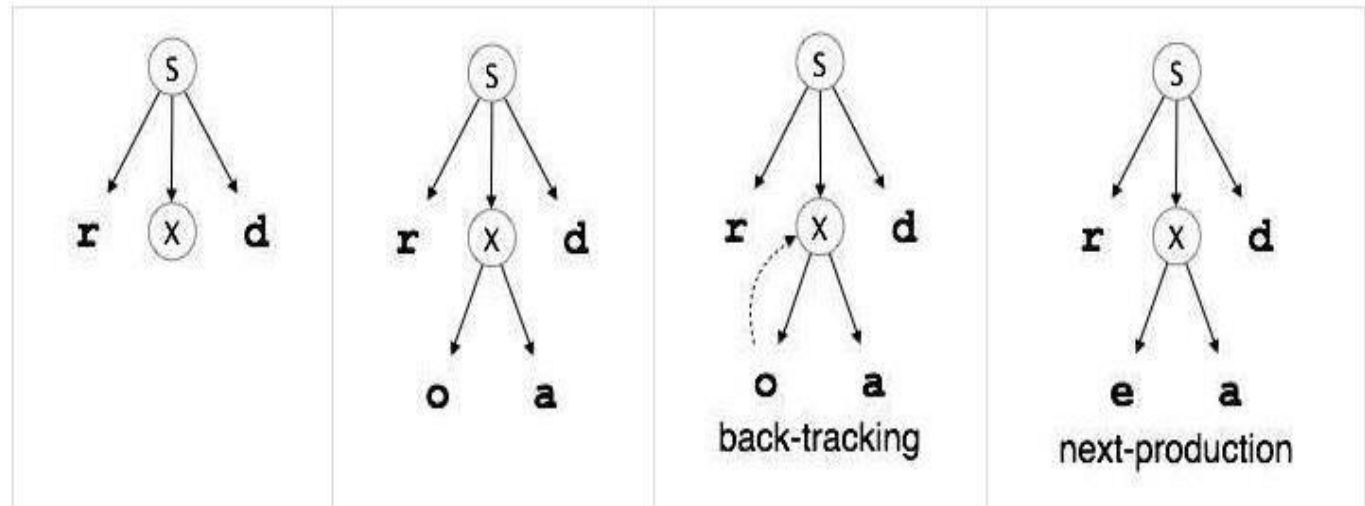 S
r X d
S
r X d
o a
S
r X d
o a
back-tracking
S
r X d
e a
next-production